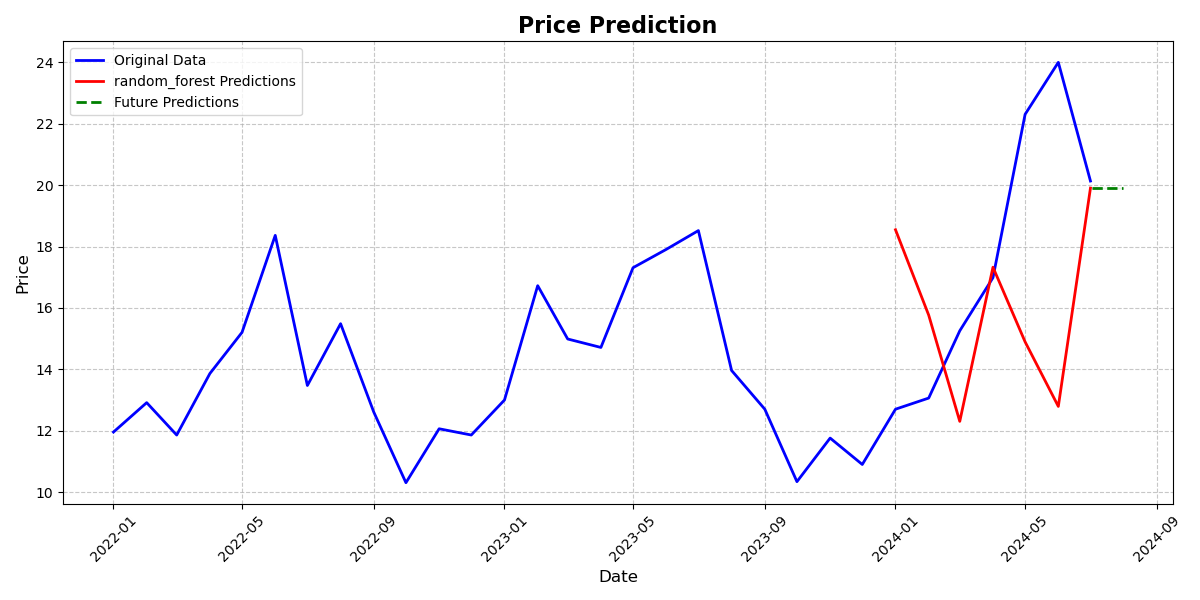 Price Prediction
Original Data
random_forest Predictions
Future Predictions
Price
24
22
20
18
16
14
12
10
2022-01
2022-05
2022-09
2023-01
2023-05
2023-09
2024-01
2024-05
2024-09
Date